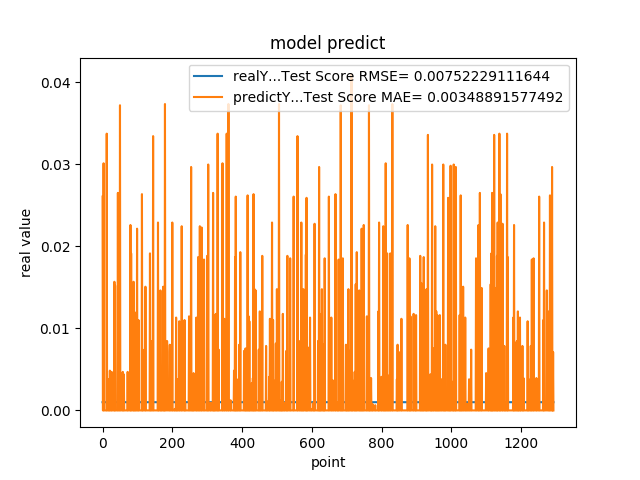 model predict
realY...Test Score RMSE= 0.00752229111644
predictY...Test Score MAE= 0.00348891577492
0.04
0.03
0.02
0.01
0.00
real value
0 200 400 600 800 1000 1200
point